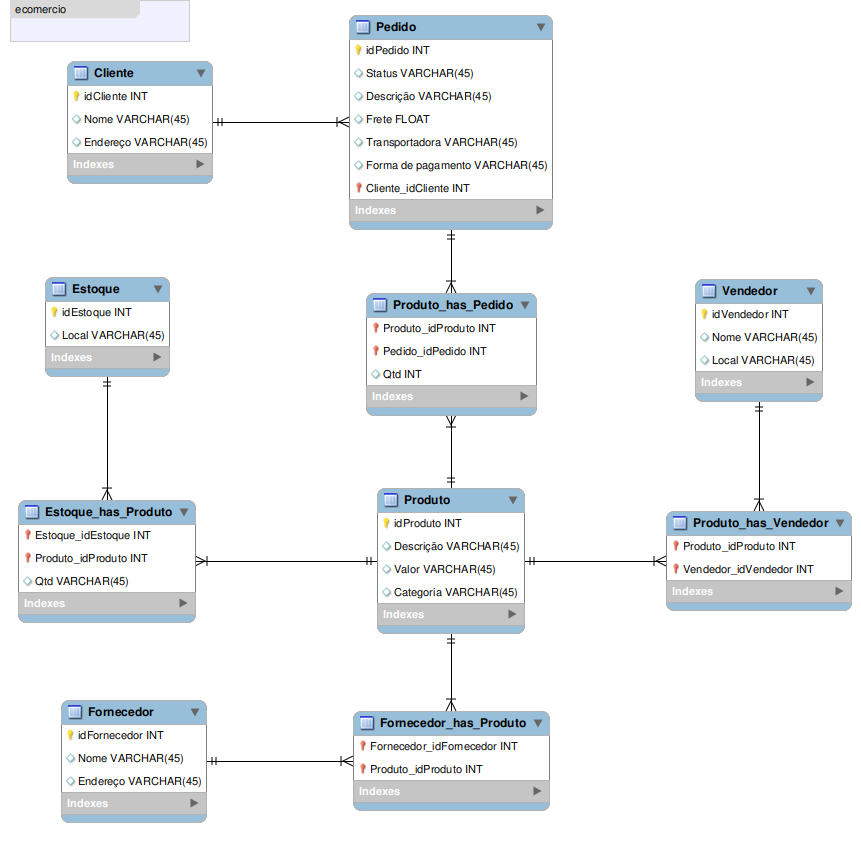 ecomercio
Pedido
idPedido INT
Status VARCHAR(45)
Descrição VARCHAR(45)
Frete FLOAT
Transportadora VARCHAR(45)
Forma de pagamento VARCHAR(45)
Cliente_idCliente INT
Indexes
Cliente
idCliente INT
Nome VARCHAR(45)
Endereço VARCHAR(45)
Indexes
Estoque
idEstoque INT
Local VARCHAR(45)
Indexes
Produto_has_Pedido
Produto_idProduto INT
Pedido_idPedido INT
Qtd INT
Indexes
Vendedor
idVendedor INT
Nome VARCHAR(45)
Local VARCHAR(45)
Indexes
Estoque_has_Produto
Estoque_idEstoque INT
Produto_idProduto INT
Qtd VARCHAR(45)
Indexes
Produto
idProduto INT
Descrição VARCHAR(45)
Valor VARCHAR(45)
Categoria VARCHAR(45)
Indexes
Produto_has_Vendedor
Produto_idProduto INT
Vendedor_idVendedor INT
Indexes
Fornecedor
idFornecedor INT
Nome VARCHAR(45)
Endereço VARCHAR(45)
Indexes
Fornecedor_has_Produto
Fornecedor_idFornecedor INT
Produto_idProduto INT
Indexes